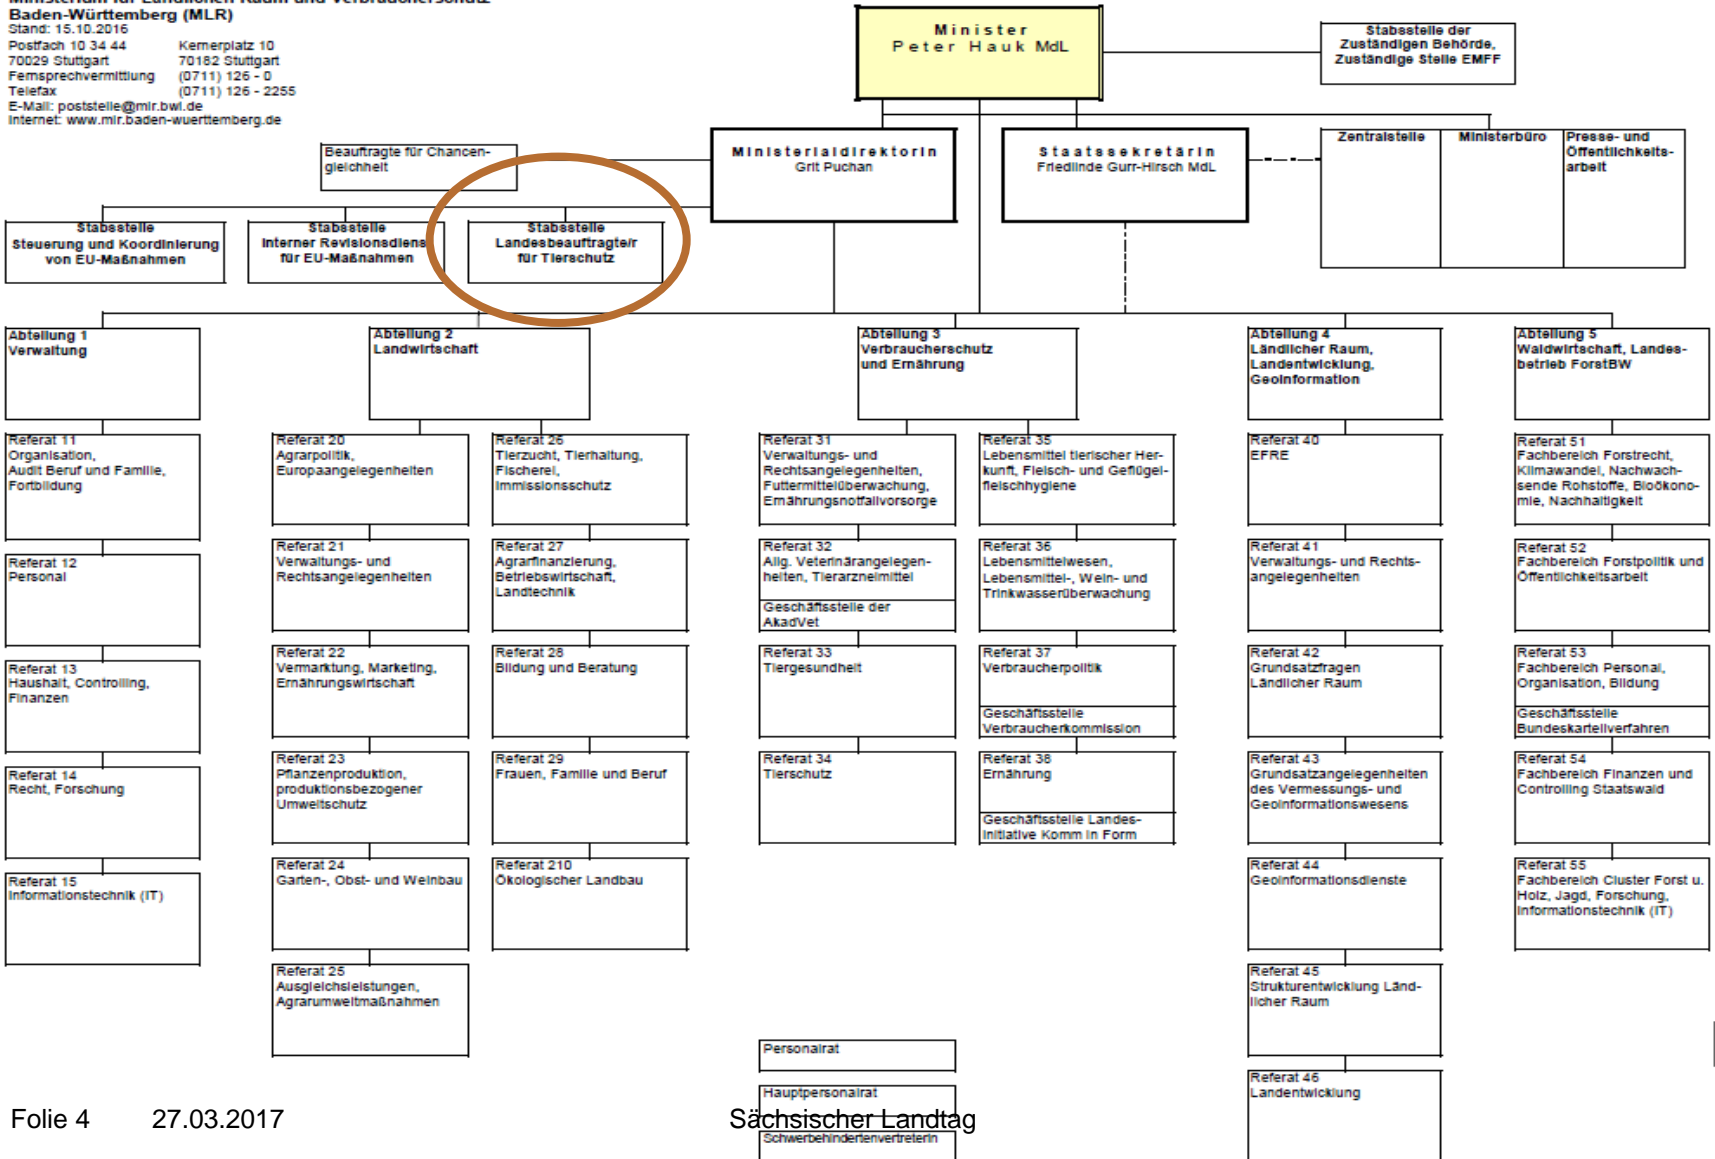 Ministerium für Ländlichen Raum und Verbraucherschutz
Baden-Württemberg (MLR)
Stand: 15.10.2016
Postfach 10 34 44 Kernerplatz 10
70029 Stuttgart 70182 Stuttgart
Fernsprechvermittlung (0711) 126 - 0
Telefax (0711) 126 - 2255
E-Mail: poststelle@mlr.bwl.de
Internet: www.mlr.baden-wuerttemberg.de
Minister
Peter Hauk MdL
Stabsstelle der
Zuständigen Behörde,
Zuständige Stelle EMFF
Beauftragte für Chancen-
gleichheit
Ministerialdirektorin
Grit Puchan
Staatssekretärin
Friedlinde Gurr-Hirsch MdL
Zentralstelle
Ministerbüro
Presse- und
Öffentlichkeits-
arbeit
Stabsstelle
Steuerung und Koordinierung
von EU-Maßnahmen
Stabsstelle
Interner Revisionsdiens
für EU-Maßnahmen
Stabsstelle
Landesbeauftragte/r
für Tierschutz
Abteilung 1
Verwaltung
Referat 11
Organisation,
Audit Beruf und Familie,
Fortbildung
Referat 12
Personal
Referat 13
Haushalt, Controlling,
Finanzen
Referat 14
Recht, Forschung
Referat 15
Informationstechnik (IT)
Abteilung 2
Landwirtschaft
Referat 20
Agrarpolitik,
Europaangelegenheiten
Referat 21
Verwaltungs- und
Rechtsangelegenheiten
Referat 22
Vermarktung, Marketing,
Ernährungswirtschaft
Referat 23
Pflanzenproduktion,
produktionsbezogener
Umweltschutz
Referat 24
Garten-, Obst- und Weinbau
Referat 25
Ausgleichsleistungen,
Agrarumweltmaßnahmen
Referat 26
Tierzucht, Tierhaltung,
Fischerei,
Immissionsschutz
Referat 27
Agrarfinanzierung,
Betriebswirtschaft,
Landtechnik
Referat 28
Bildung und Beratung
Referat 29
Frauen, Familie und Beruf
Referat 210
Ökologischer Landbau
Abteilung 3
Verbraucherschutz
und Ernährung
Referat 31
Verwaltungs- und
Rechtsangelegenheiten,
Futtermittelüberwachung,
Ernährungsnotfallvorsorge
Referat 32
Allg. Veterinärangelegen-
heiten, Tierarzneimittel
Geschäftsstelle der
AkadVet
Referat 33
Tiergesundheit
Referat 34
Tierschutz
Referat 35
Lebensmittel tierischer Her-
kunft, Fleisch- und Geflügel-
fleischhygiene
Referat 36
Lebensmittelwesen,
Lebensmittel-, Wein- und
Trinkwasserüberwachung
Referat 37
Verbraucherpolitik
Geschäftsstelle
Verbraucherkommission
Referat 38
Ernährung
Geschäftsstelle Landes-
initiative Komm in Form
Abteilung 4
Ländlicher Raum,
Landentwicklung,
Geoinformation
Referat 40
EFRE
Referat 41
Verwaltungs- und Rechts-
angelegenheiten
Referat 42
Grundsatzfragen
Ländlicher Raum
Referat 43
Grundsatzangelegenheiten
des Vermessungs- und
Geoinformationswesens
Referat 44
Geoinformationsdienste
Referat 45
Strukturentwicklung Länd-
licher Raum
Referat 46
Landentwicklung
Abteilung 5
Waldwirtschaft, Landes-
betrieb ForstBW
Referat 51
Fachbereich Forstrecht,
Klimawandel, Nachwach-
sende Rohstoffe, Bioökono-
mie, Nachhaltigkeit
Referat 52
Fachbereich Forstpolitik und
Öffentlichkeitsarbeit
Referat 53
Fachbereich Personal,
Organisation, Bildung
Geschäftsstelle
Bundeskartellverfahren
Referat 54
Fachbereich Finanzen und
Controlling Staatswald
Referat 55
Fachbereich Cluster Forst u.
Holz, Jagd, Forschung,
Informationstechnik (IT)
Personalrat
Hauptpersonalrat
Schwerbehindertenvertreterin
Folie 4 27.03.2017 Sächsischer Landtag